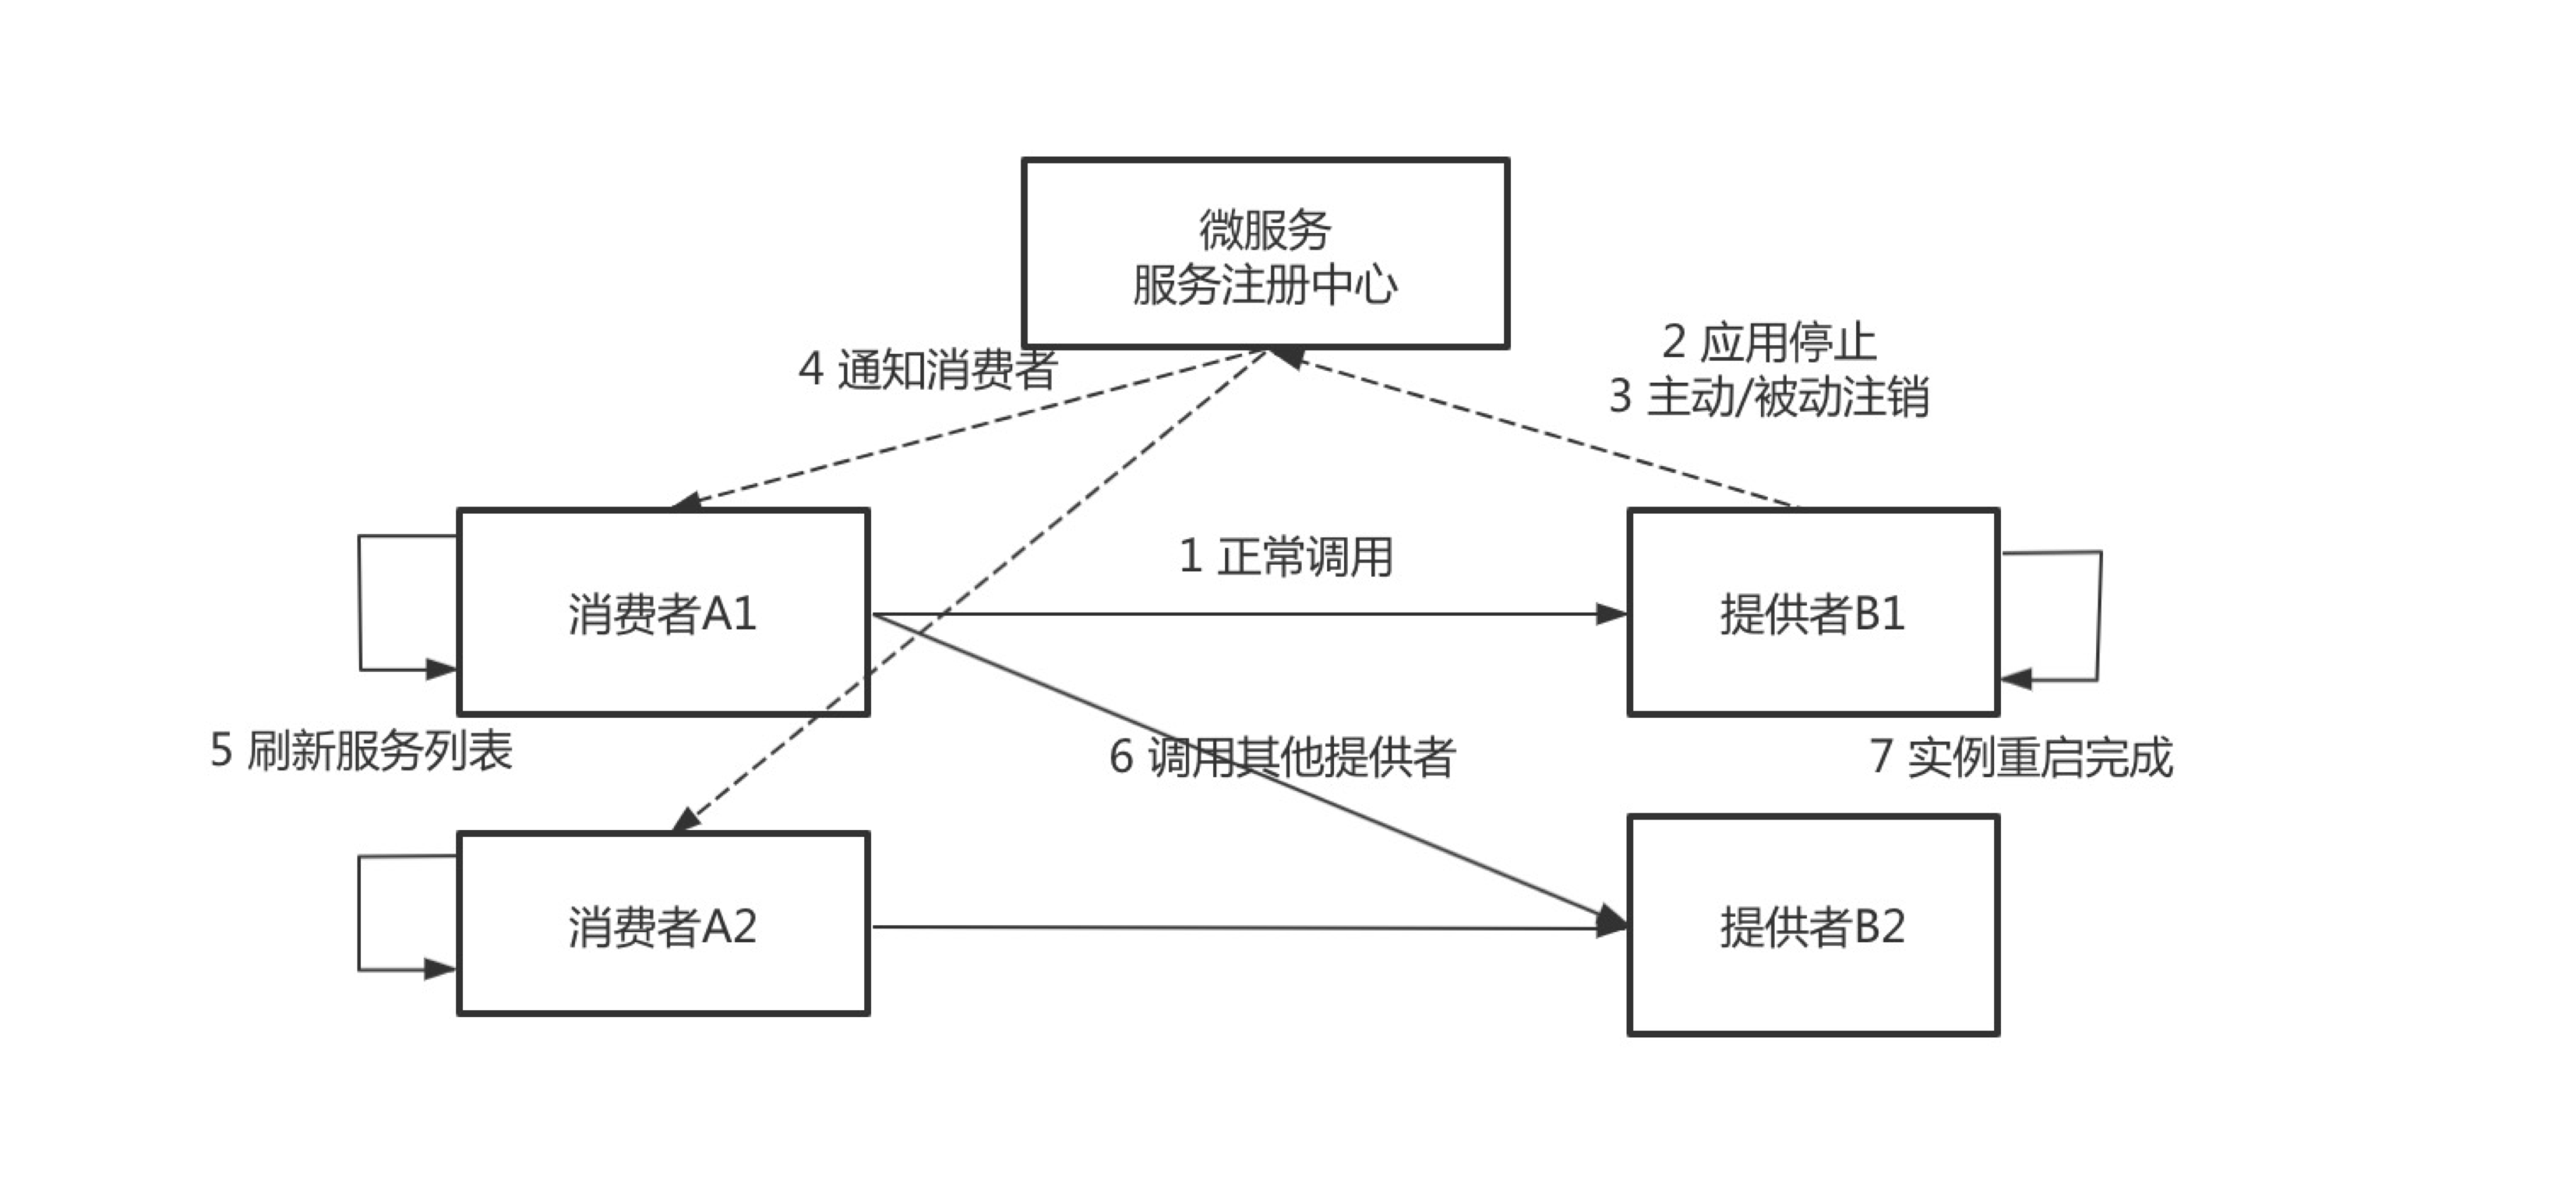 微服务
服务注册中心
4 通知消费者
2 应用停止
3 主动/被动注销
1 正常调用
消费者A1
提供者B1
5 刷新服务列表
6 调用其他提供者
7 实例重启完成
消费者A2
提供者B2